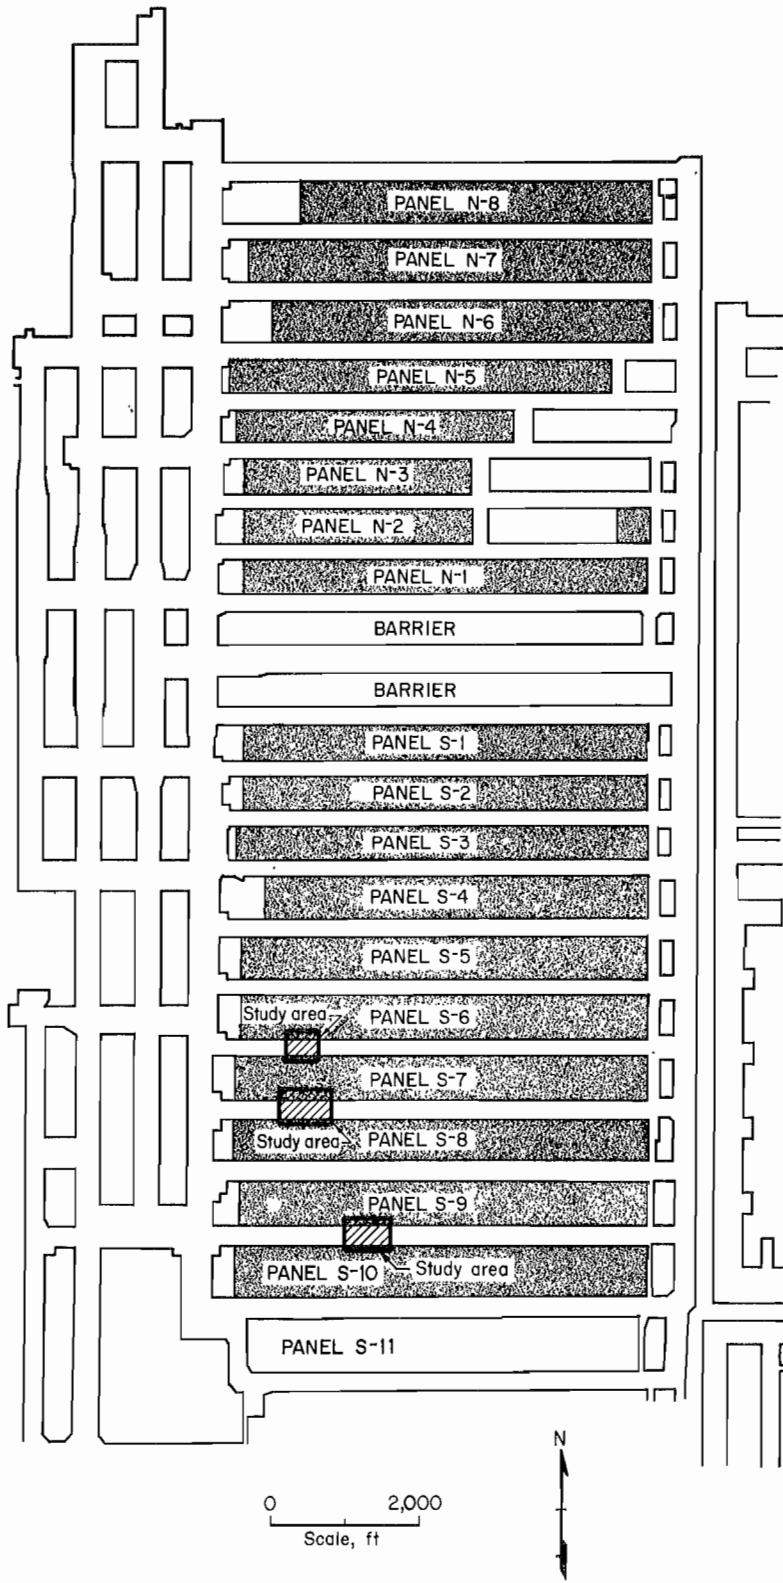 PANEL N-8
PANEL N-7
PANEL N-6
PANEL N-5
PANEL N-4
PANEL N-3
PANEL N-2
PANEL N-1
BARRIER
BARRIER
PANEL S-1
PANEL S-2
PANEL S-3
PANEL S-4
PANEL S-5
Study area
PANEL S-6
PANEL S-7
Study area
PANEL S-8
PANEL S-9
PANEL S-10
Study area
PANEL S-11
N
0 2,000
Scale, ft